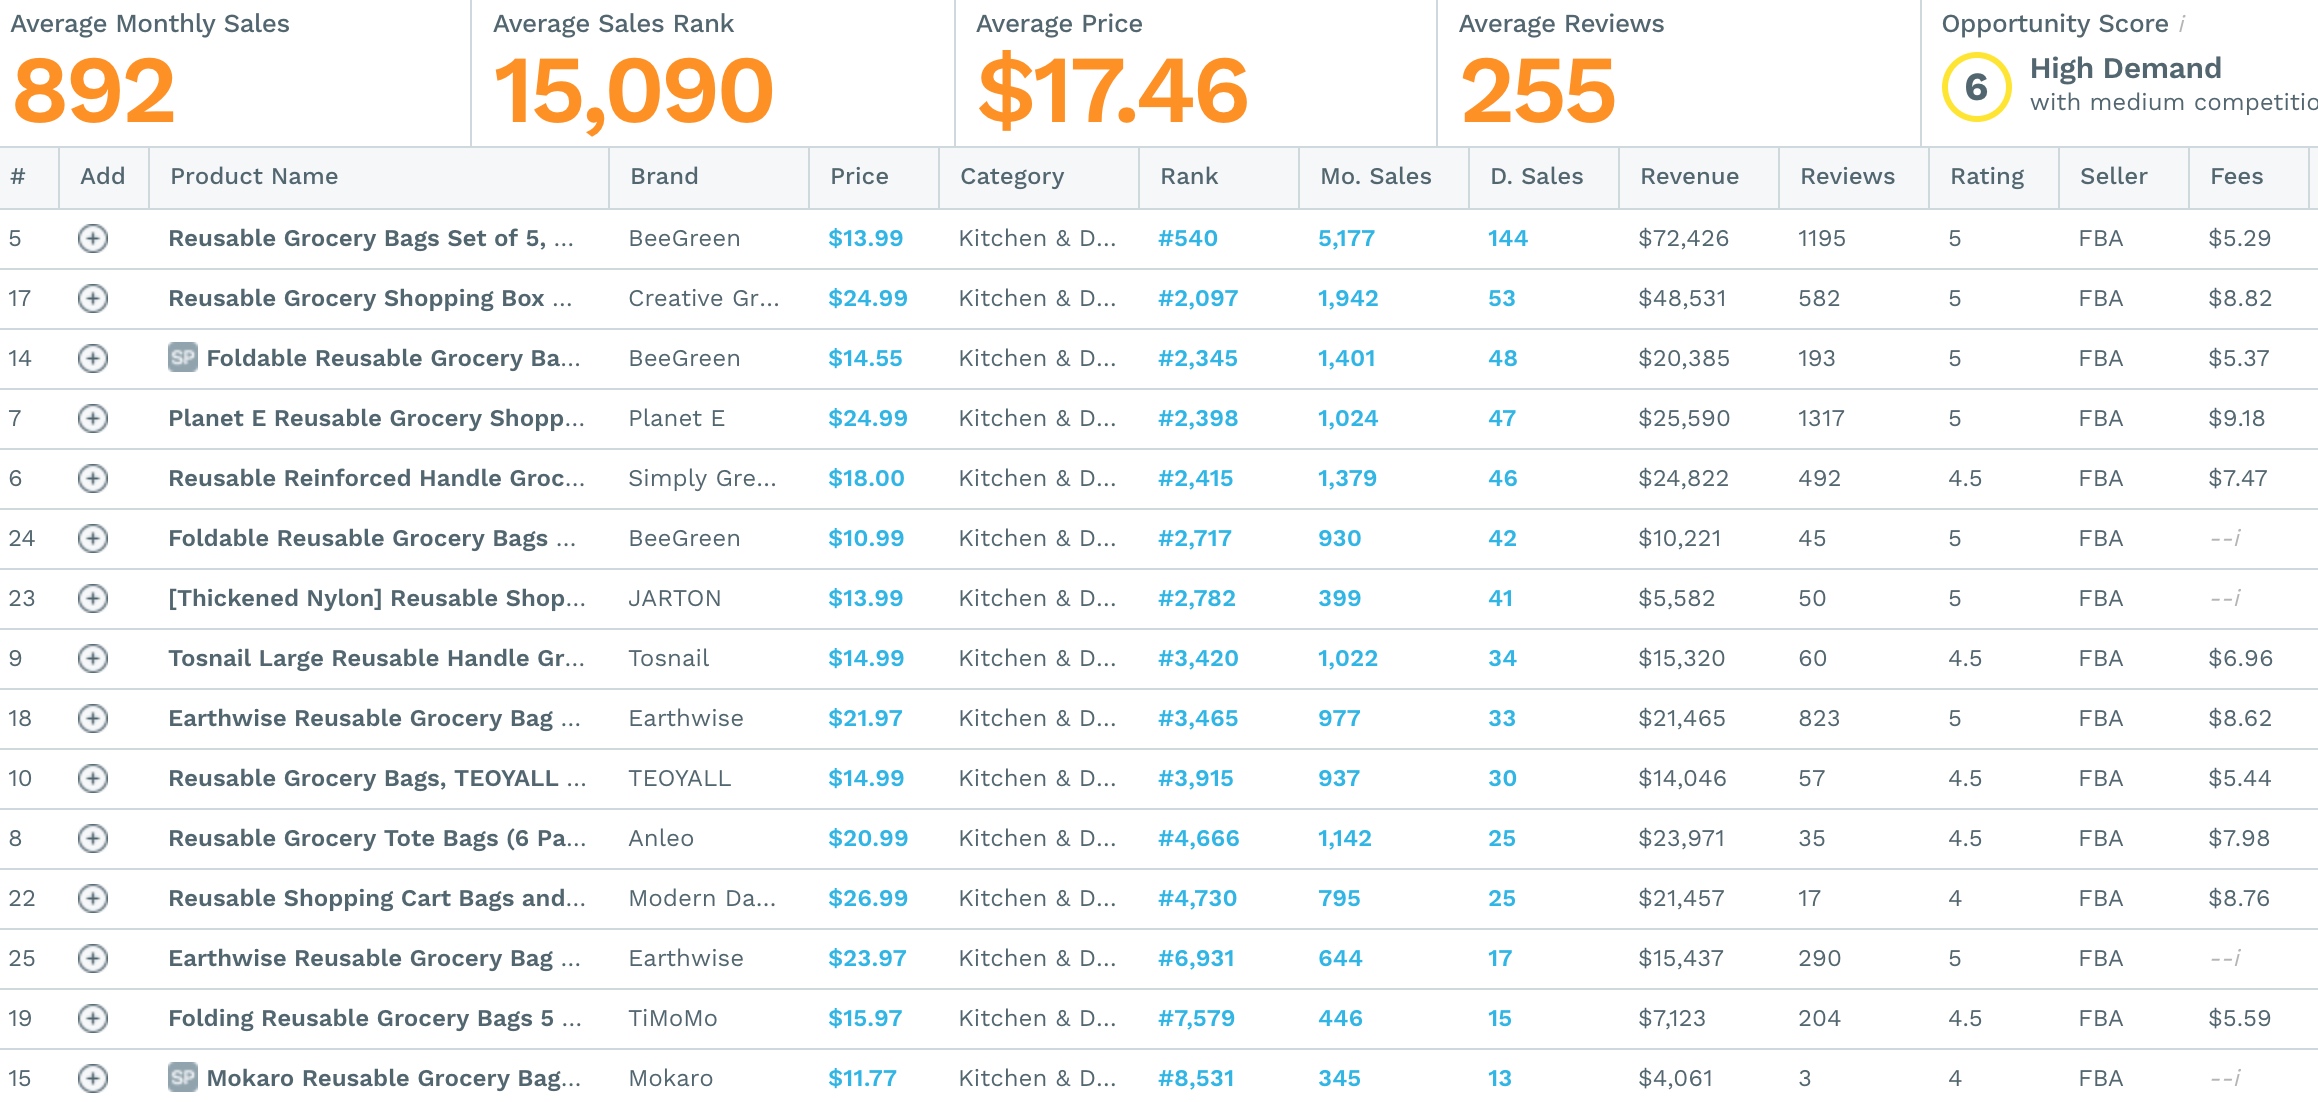 Average Monthly Sales Average Sales Rank Average Price Average Reviews Opportunity Score i
892 15,090 $17.46 255 6 High Demand
with medium competitio
# Add Product Name Brand Price Category Rank Mo. Sales D. Sales Revenue Reviews Rating Seller Fees
5 Reusable Grocery Bags Set of 5, ... BeeGreen $13.99 Kitchen & D... #540 5,177 144 $72,426 1195 5 FBA $5.29
17 Reusable Grocery Shopping Box ... Creative Gr... $24.99 Kitchen & D... #2,097 1,942 53 $48,531 582 5 FBA $8.82
14 SP Foldable Reusable Grocery Ba... BeeGreen $14.55 Kitchen & D... #2,345 1,401 48 $20,385 193 5 FBA $5.37
7 Planet E Reusable Grocery Shopp... Planet E $24.99 Kitchen & D... #2,398 1,024 47 $25,590 1317 5 FBA $9.18
6 Reusable Reinforced Handle Groc... Simply Gre... $18.00 Kitchen & D... #2,415 1,379 46 $24,822 492 4.5 FBA $7.47
24 Foldable Reusable Grocery Bags ... BeeGreen $10.99 Kitchen & D... #2,717 930 42 $10,221 45 5 FBA --i
23 [Thickened Nylon] Reusable Shop... JARTON $13.99 Kitchen & D... #2,782 399 41 $5,582 50 5 FBA --i
9 Tosnail Large Reusable Handle Gr... Tosnail $14.99 Kitchen & D... #3,420 1,022 34 $15,320 60 4.5 FBA $6.96
18 Earthwise Reusable Grocery Bag ... Earthwise $21.97 Kitchen & D... #3,465 977 33 $21,465 823 5 FBA $8.62
10 Reusable Grocery Bags, TEOYALL ... TEOYALL $14.99 Kitchen & D... #3,915 937 30 $14,046 57 4.5 FBA $5.44
8 Reusable Grocery Tote Bags (6 Pa... Anleo $20.99 Kitchen & D... #4,666 1,142 25 $23,971 35 4.5 FBA $7.98
22 Reusable Shopping Cart Bags and... Modern Da... $26.99 Kitchen & D... #4,730 795 25 $21,457 17 4 FBA $8.76
25 Earthwise Reusable Grocery Bag ... Earthwise $23.97 Kitchen & D... #6,931 644 17 $15,437 290 5 FBA --i
19 Folding Reusable Grocery Bags 5 ... TiMoMo $15.97 Kitchen & D... #7,579 446 15 $7,123 204 4.5 FBA $5.59
15 SP Mokaro Reusable Grocery Bag... Mokaro $11.77 Kitchen & D... #8,531 345 13 $4,061 3 4 FBA --i